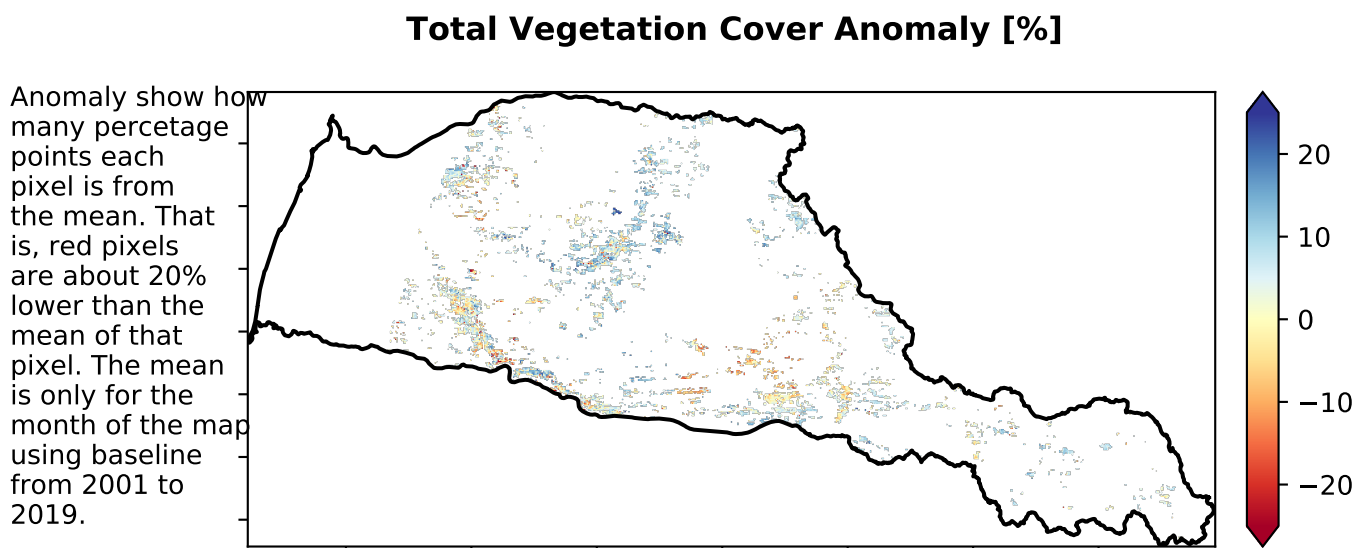 Total Vegetation Cover Anomaly [%]
Anomaly show how
many percetage
points each
pixel is from
the mean. That
is, red pixels
are about 20%
lower than the
mean of that
pixel. The mean
is only for the
month of the map
using baseline
from 2001 to
2019.
20
10
0
−10
−20